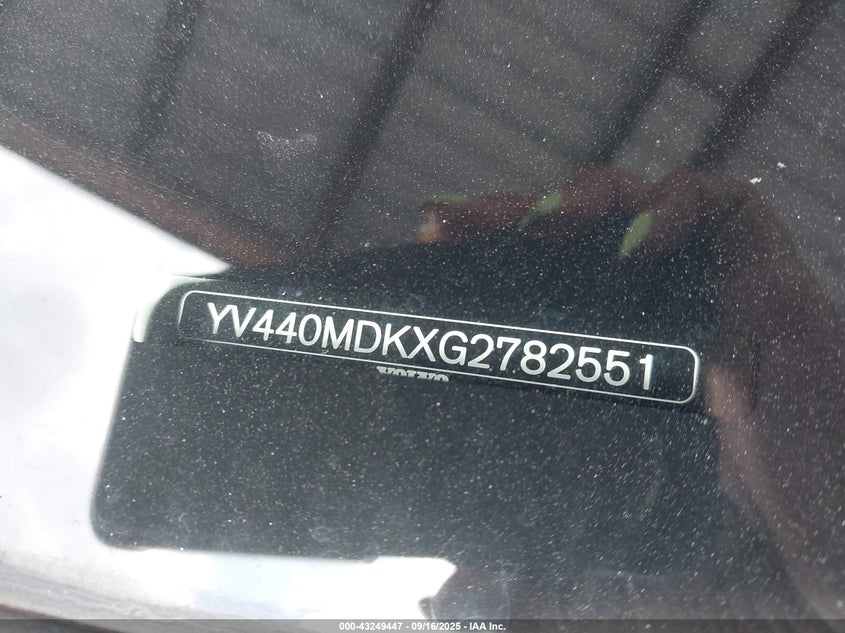 YV440MDKXG2782551
VOLVO
000-43249447 - 09/16/2025 - IAA Inc.